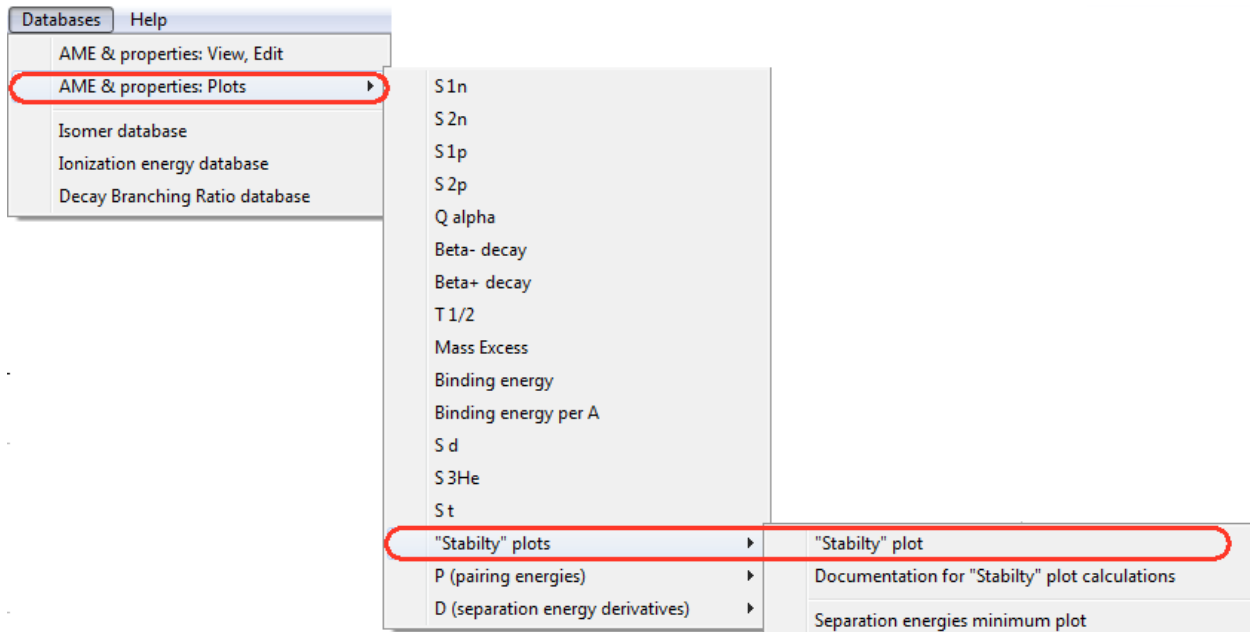 Databases Help
AME & properties: View, Edit
AME & properties: Plots
Isomer database
Ionization energy database
Decay Branching Ratio database
S 1n
S 2n
S 1p
S 2p
Q alpha
Beta- decay
Beta+ decay
T 1/2
Mass Excess
Binding energy
Binding energy per A
S d
S 3He
S t
"Stabilty" plots
P (pairing energies)
D (separation energy derivatives)
"Stabilty" plot
Documentation for "Stabilty" plot calculations
Separation energies minimum plot